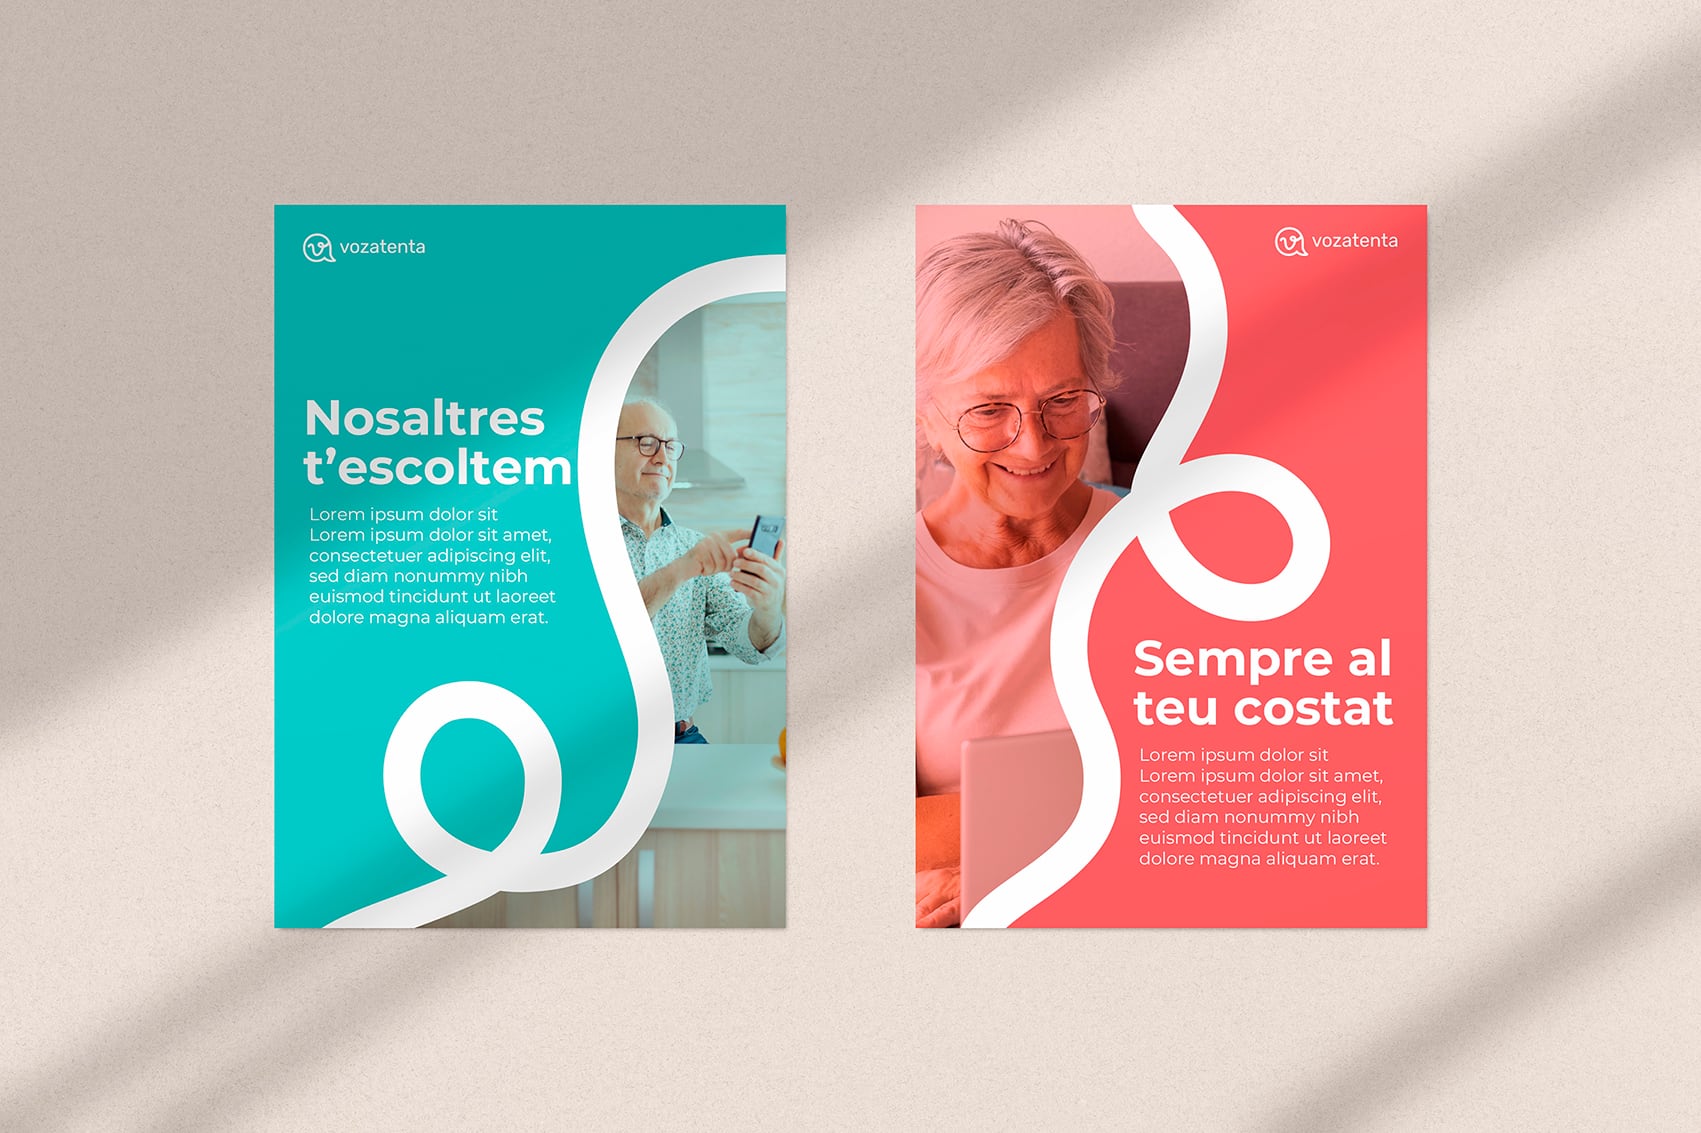 vozatenta
Nosaltres
t’escoltem
Lorem ipsum dolor sit
Lorem ipsum dolor sit amet,
consectetuer adipiscing elit,
sed diam nonummy nibh
euismod tincidunt ut laoreet
dolore magna aliquam erat.
vozatenta
Sempre al
teu costat
Lorem ipsum dolor sit
Lorem ipsum dolor sit amet,
consectetuer adipiscing elit,
sed diam nonummy nibh
euismod tincidunt ut laoreet
dolore magna aliquam erat.